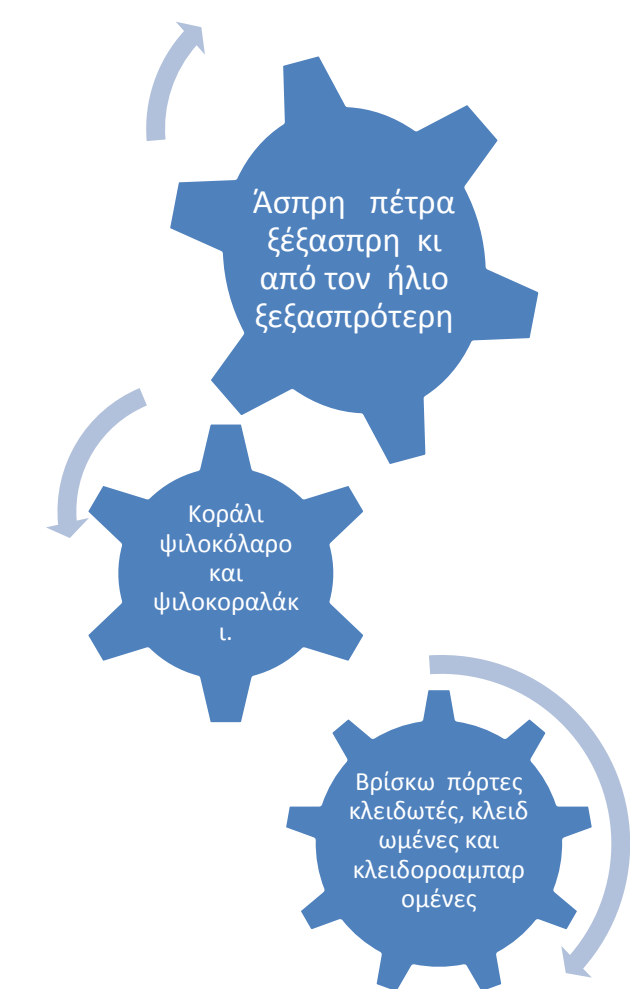 Άσπρη πέτρα
ξέξασπρη κι
από τον ήλιο
ξεξασπρότερη
Κοράλι
ψιλοκόλαρο
και
ψιλοκοραλάκ
ι.
Βρίσκω πόρτες
κλειδωτές, κλειδ
ωμένες και
κλειδοροαμπαρ
ομένες